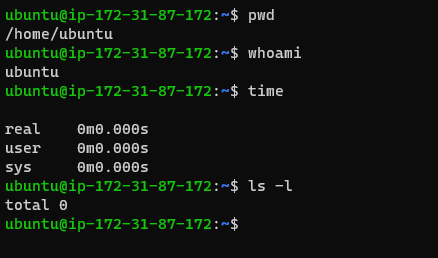 ubuntu@ip-172-31-87-172:~$ pwd
/home/ubuntu
ubuntu@ip-172-31-87-172:~$ whoami
ubuntu
ubuntu@ip-172-31-87-172:~$ time

real    0m0.000s
user    0m0.000s
sys     0m0.000s
ubuntu@ip-172-31-87-172:~$ ls -l
total 0
ubuntu@ip-172-31-87-172:~$